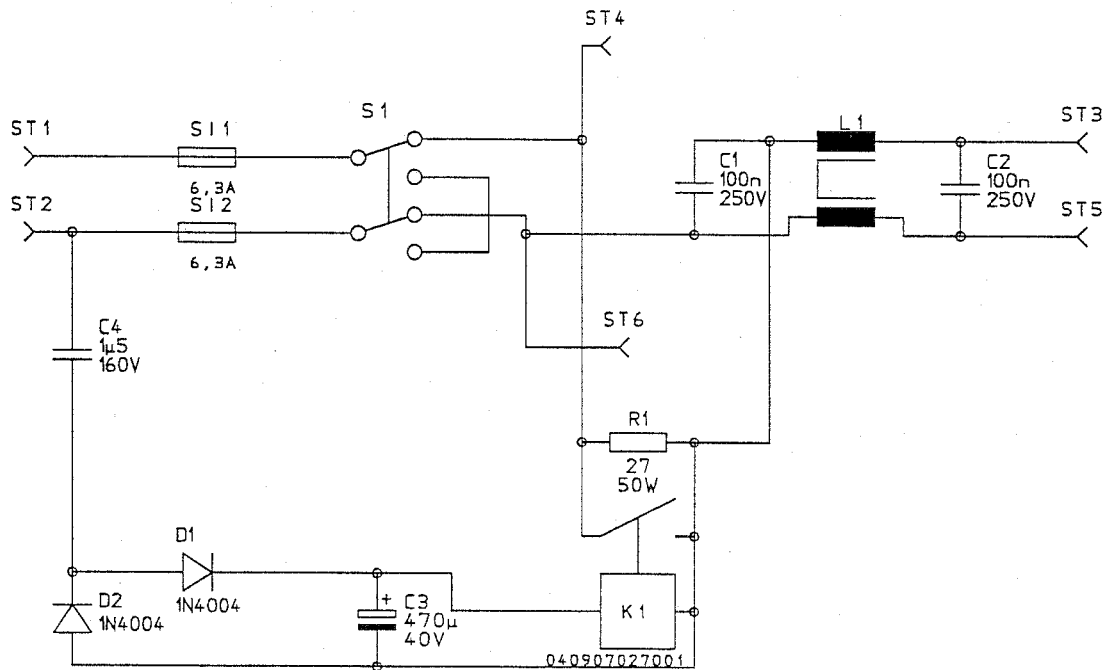 ST4
S1
ST1
SI1
6,3A
ST2
SI2
6,3A
C1
100n
250V
L1
C2
100n
250V
ST3
ST5
C4
1µ5
160V
ST6
R1
27
50W
D1
1N4004
D2
1N4004
+
C3
470µ
40V
K1
040907027001